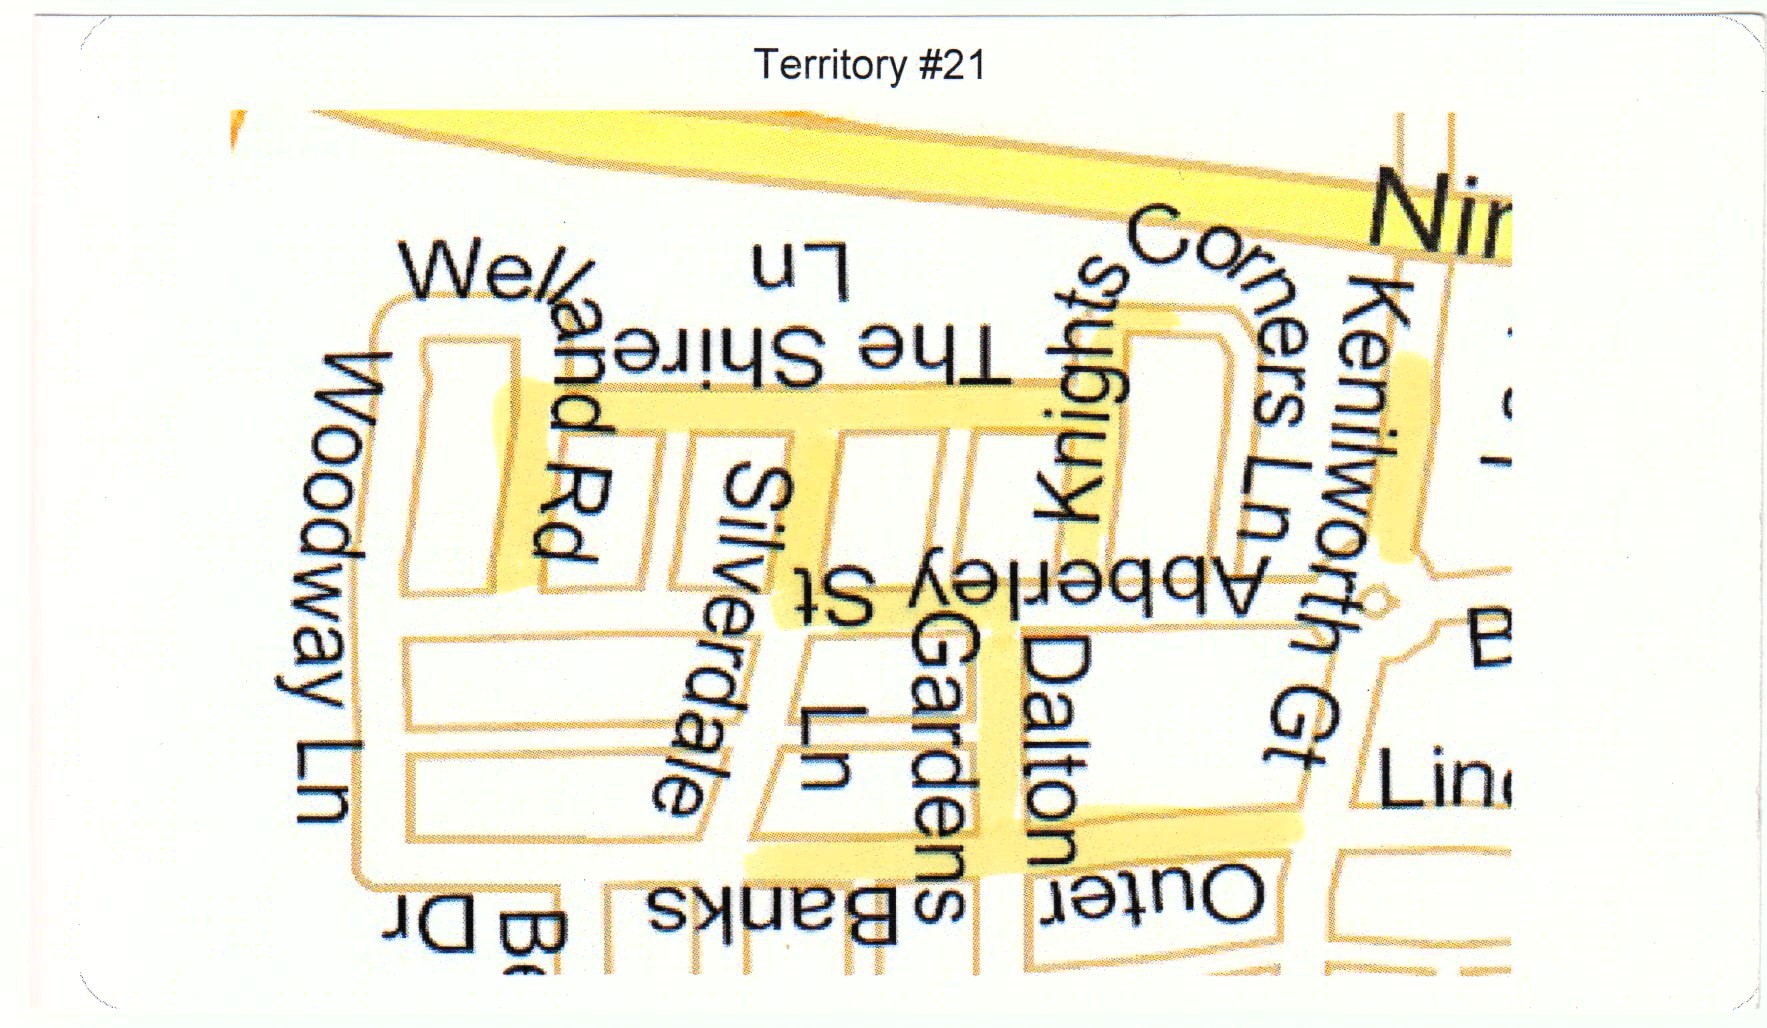 Territory #21
Nir
Welland Rd
The Shire Ln
Knights Corners Ln
Kenilworth Gt
Woodway Ln
Silverdale Ln
Abberley St
Dalton Gardens
Lind
Outer Banks Dr